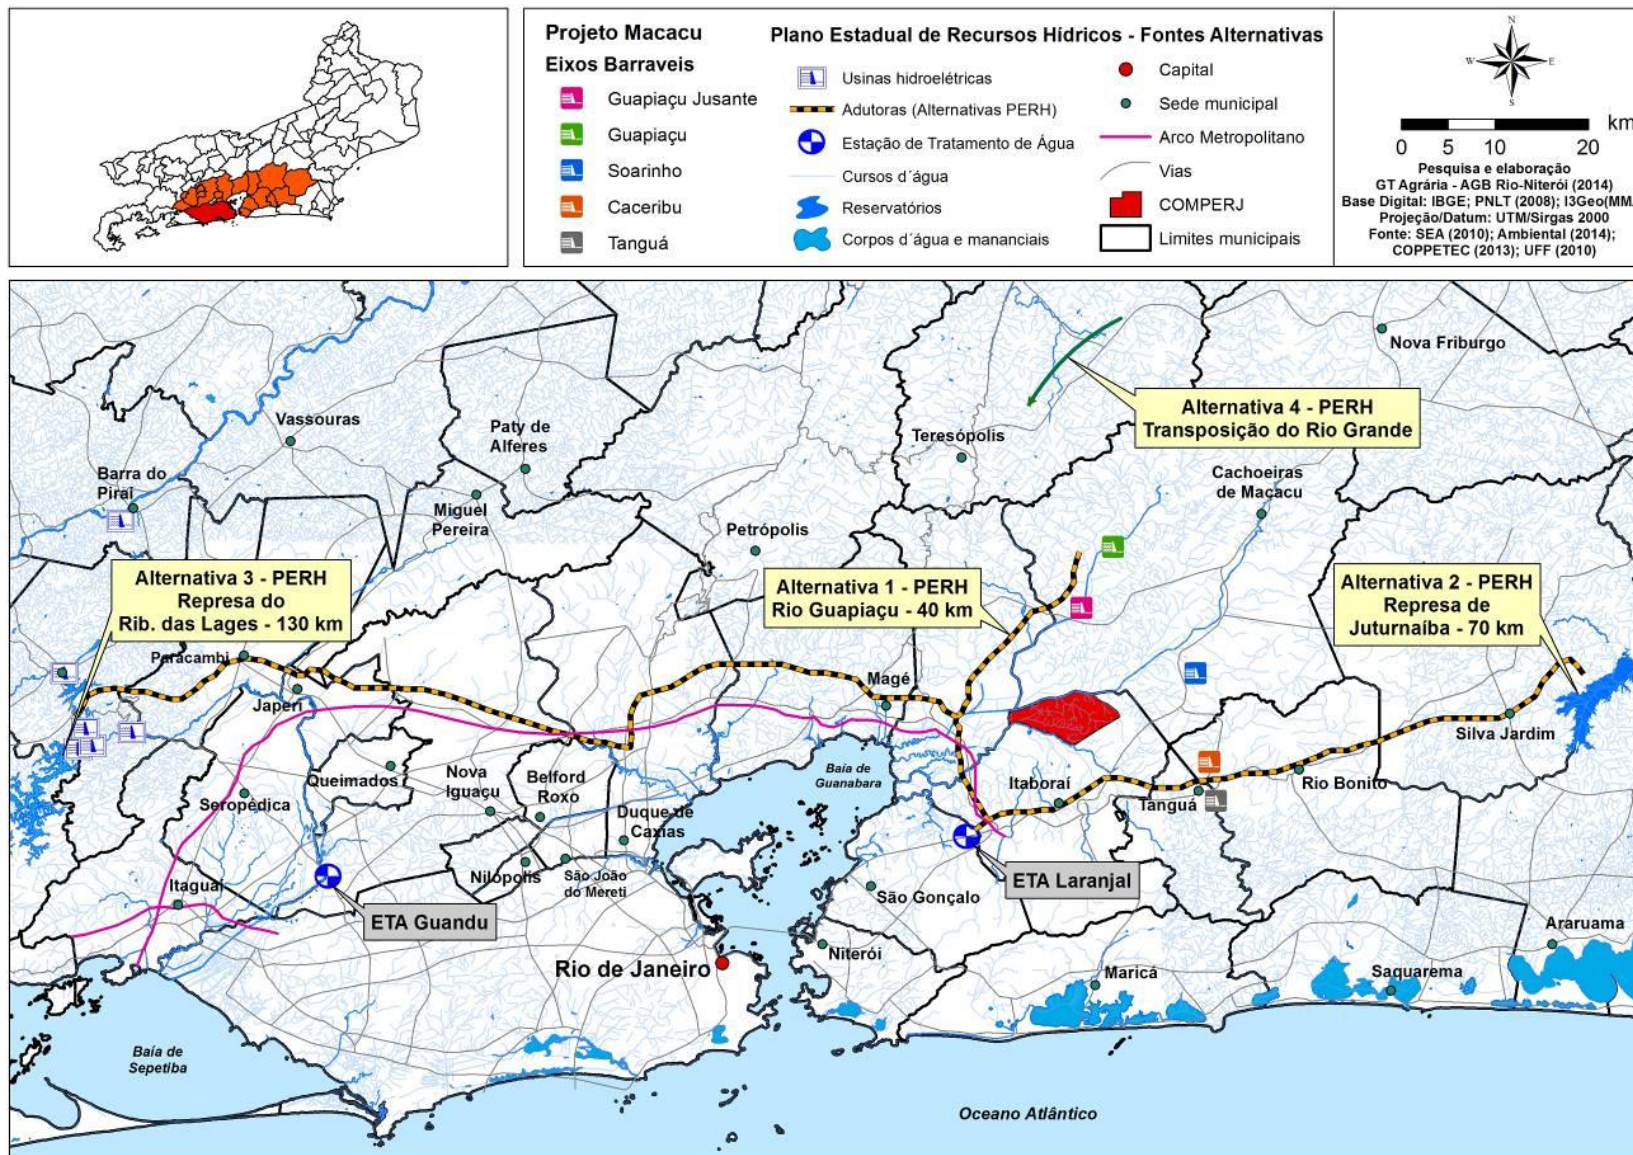 Projeto Macacu
Eixos Barraveis
Guapiaçu Jusante
Guapiaçu
Soarinho
Caceribu
Tanguá
Plano Estadual de Recursos Hídricos - Fontes Alternativas
Usinas hidroelétricas
Adutoras (Alternativas PERH)
Estação de Tratamento de Água
Cursos d´água
Reservatórios
Corpos d´água e mananciais
Capital
Sede municipal
Arco Metropolitano
Vias
COMPERJ
Limites municipais
N
W
E
S
km
0 5 10 20
Pesquisa e elaboração
GT Agrária - AGB Rio-Niterói (2014)
Base Digital: IBGE; PNLT (2008); I3Geo(MMA
Projeção/Datum: UTM/Sirgas 2000
Fonte: SEA (2010); Ambiental (2014);
COPPETEC (2013); UFF (2010)
Nova Friburgo
Alternativa 4 - PERH
Transposição do Rio Grande
Vassouras
Paty de
Alferes
Teresópolis
Barra do
Piraí
Cachoeiras
de Macacu
Miguel
Pereira
Petrópolis
Alternativa 3 - PERH
Represa do
Rib. das Lages - 130 km
Alternativa 1 - PERH
Rio Guapiaçu - 40 km
Alternativa 2 - PERH
Represa de
Juturnaíba - 70 km
Paracambi
Magé
Japeri
Silva Jardim
Baía de
Guanabara
Queimados
Nova
Iguaçu
Belford
Roxo
Itaboraí
Rio Bonito
Seropédica
Tanguá
Duque de
Caxias
Nilópolis
São João
do Mereti
ETA Laranjal
Itaguaí
São Gonçalo
ETA Guandu
Araruama
Niterói
Rio de Janeiro
Maricá
Saquarema
Baía de
Sepetiba
Oceano Atlântico